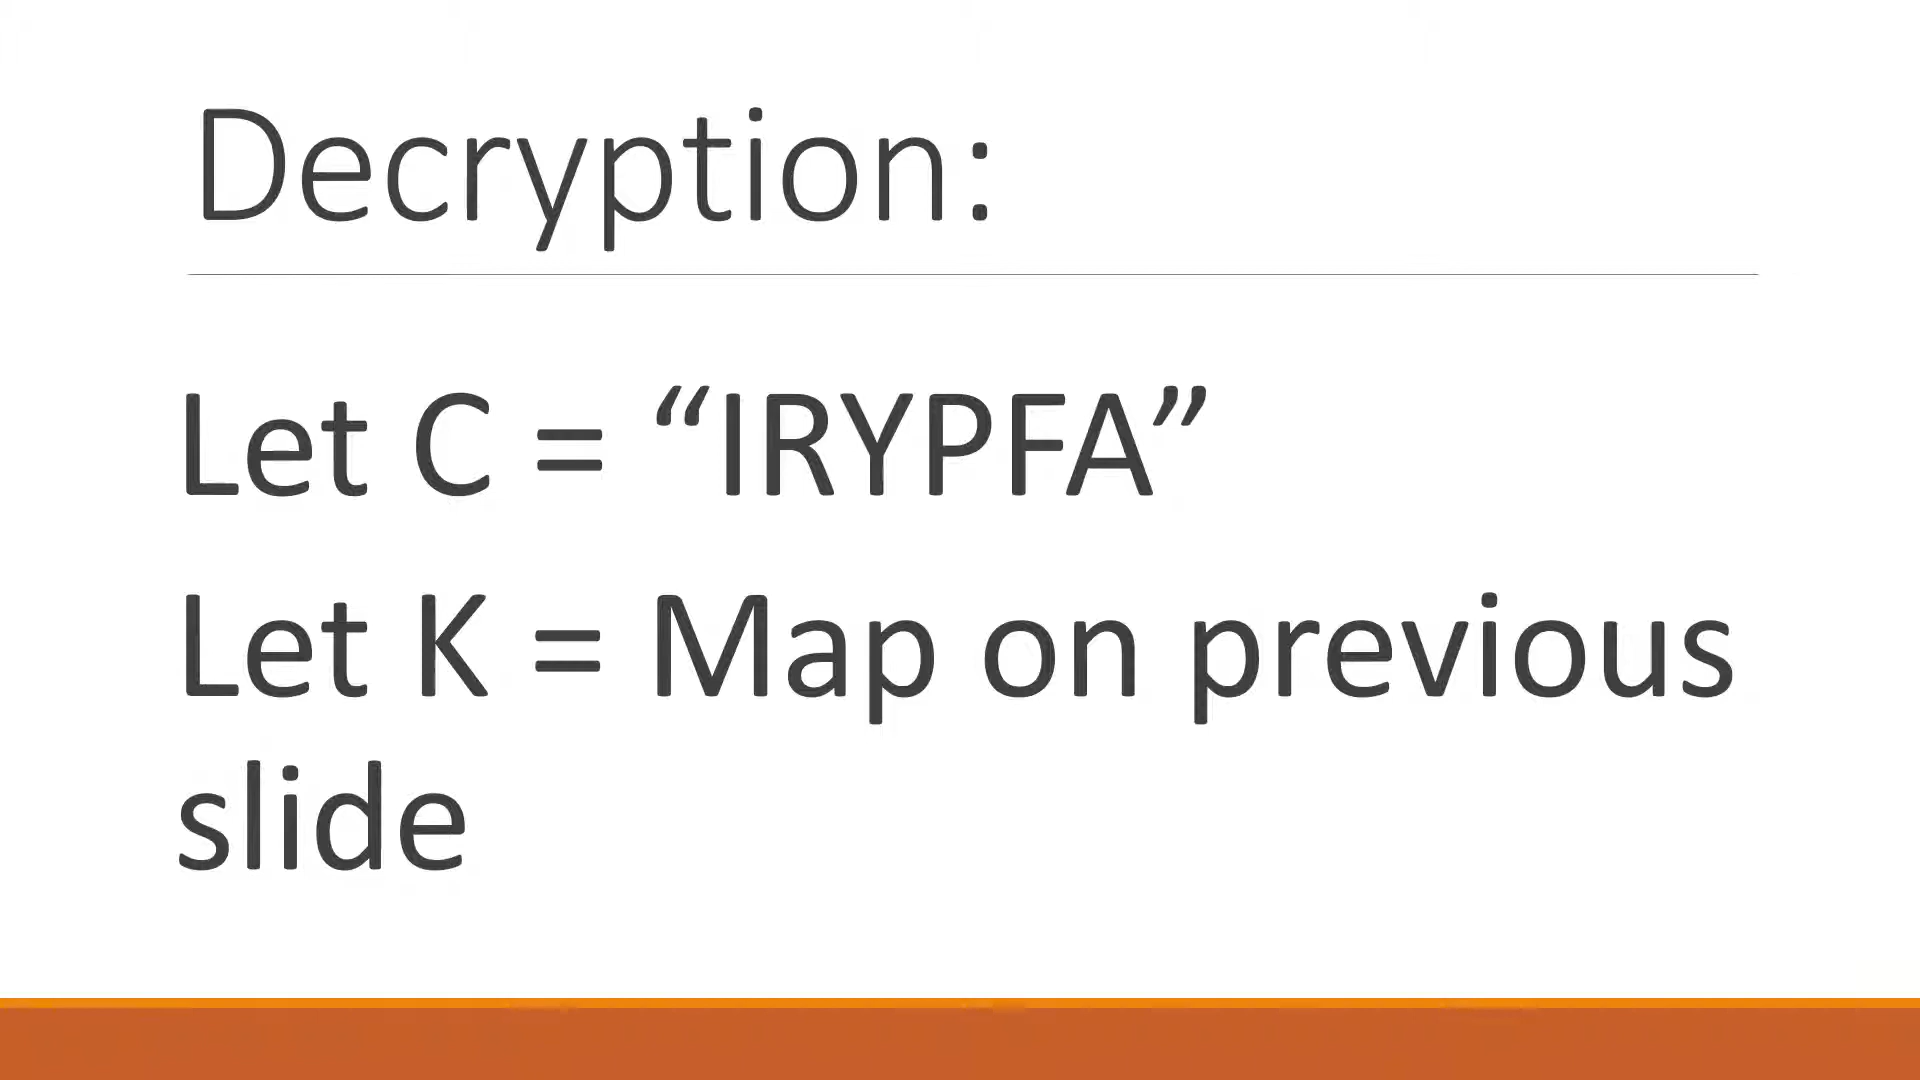 Decryption:
Let C = “IRYPFA”
Let K = Map on previous
slide